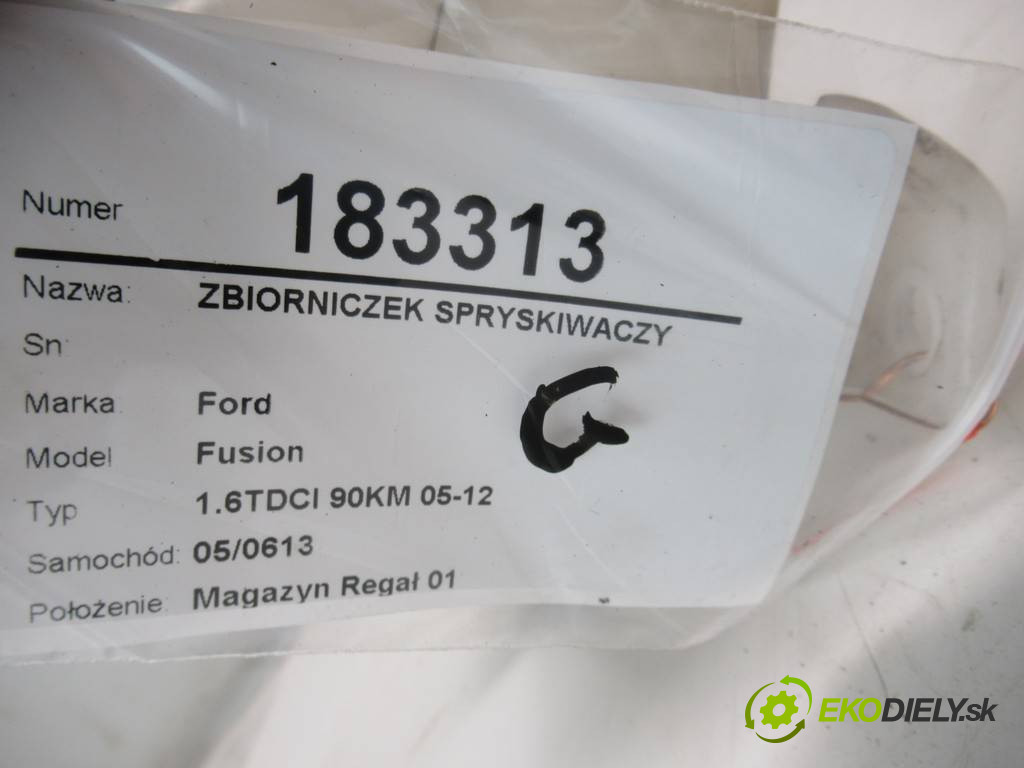 Numer 183313
Nazwa: ZBIORNICZEK SPRYSKIWACZY
Sn
Marka Ford
Model Fusion
Typ 1.6TDCI 90KM 05-12
Samochód: 05/0613
Położenie: Magazyn Regał 01
G
EKODIELY.sk